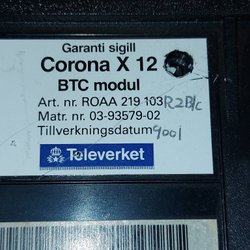 Garanti sigill
Corona X 12
BTC modul
Art. nr. ROAA 219 103 R2B/c
Matr. nr. 03-93579-02
Tillverkningsdatum 9001
Televerket